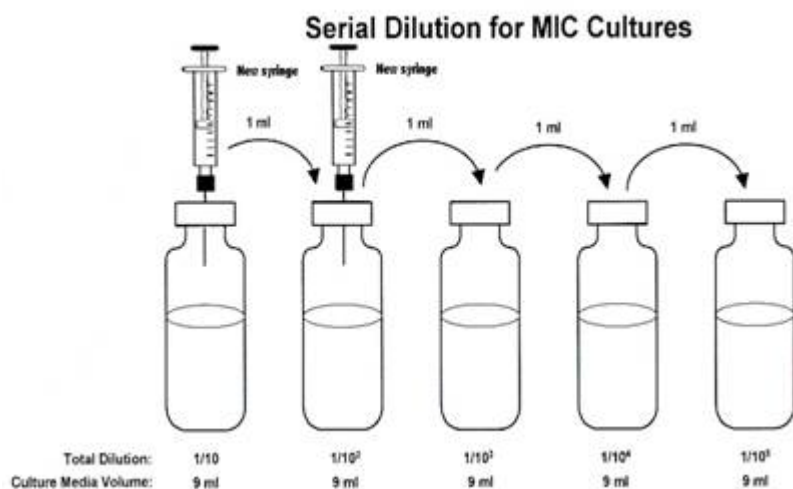 Serial Dilution for MIC Cultures
New syringe
New syringe
1 ml
1 ml
1 ml
1 ml
Total Dilution: 1/10 1/10² 1/10³ 1/10⁴ 1/10⁵
Culture Media Volume: 9 ml 9 ml 9 ml 9 ml 9 ml